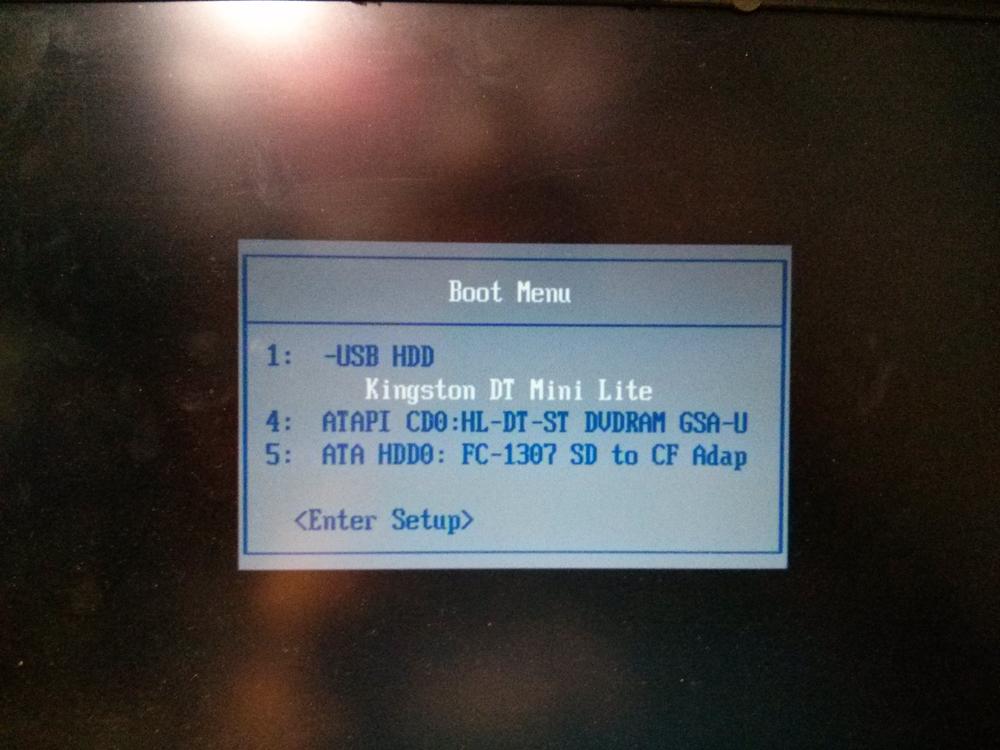 Boot Menu
1: -USB HDD
Kingston DT Mini Lite
4: ATAPI CD0:HL-DT-ST DVDRAM GSA-U
5: ATA HDD0: FC-1307 SD to CF Adap
<Enter Setup>